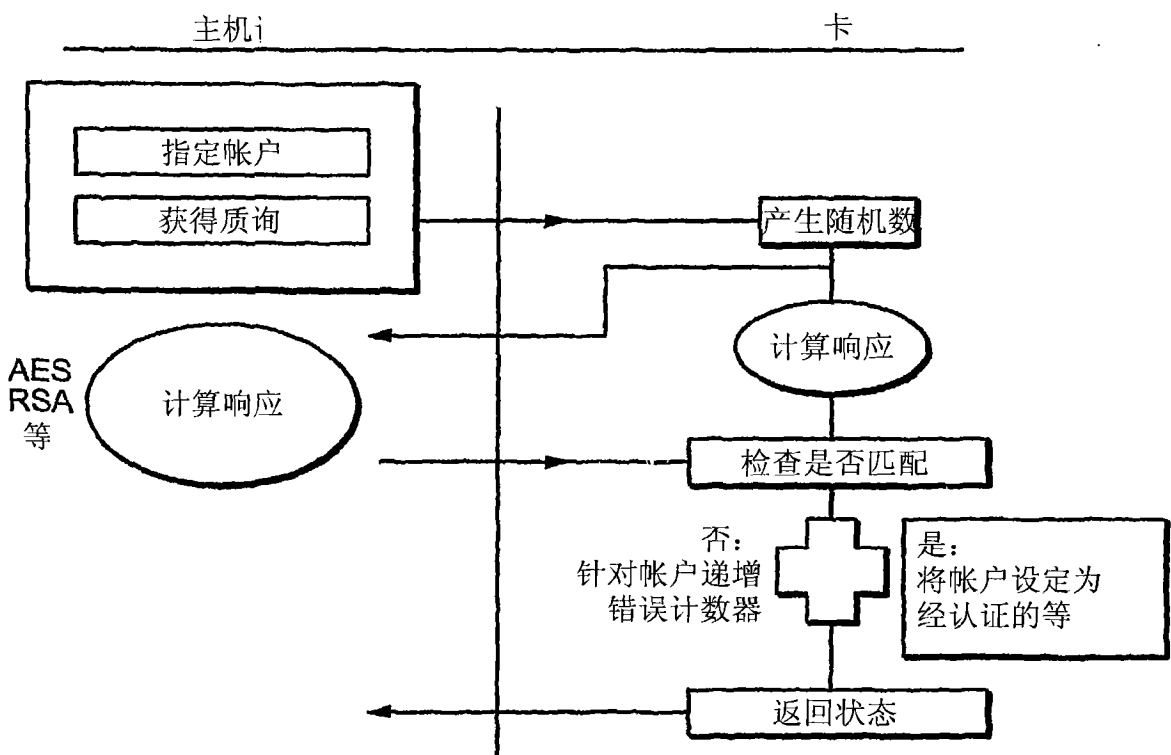 主机i
卡
指定帐户
获得质询
产生随机数
计算响应
AES
RSA
等
计算响应
检查是否匹配
否：
针对帐户递增
错误计数器
是：
将帐户设定为
经认证的等
返回状态